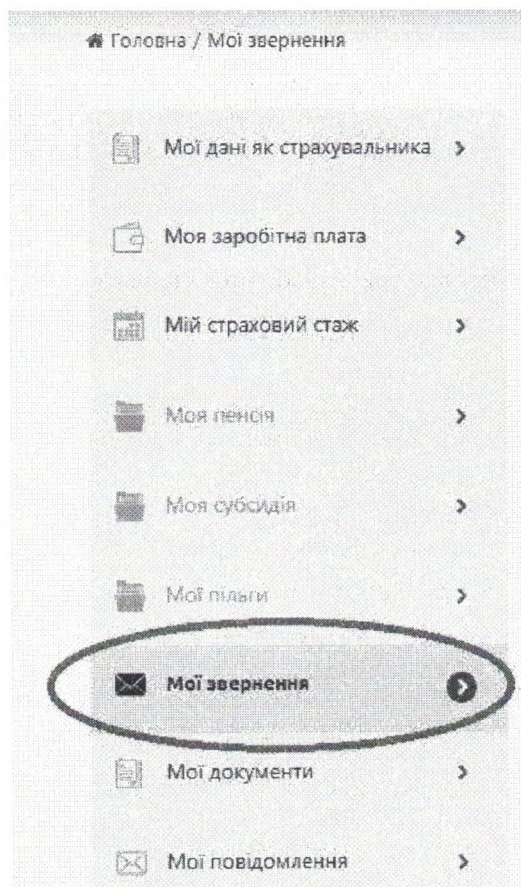 Головна / Мої звернення
Мої дані як страхувальника
Моя заробітна плата
Мій страховий стаж
Моя пенсія
Моя субсидія
Мої пільги
Мої звернення
Мої документи
Мої повідомлення